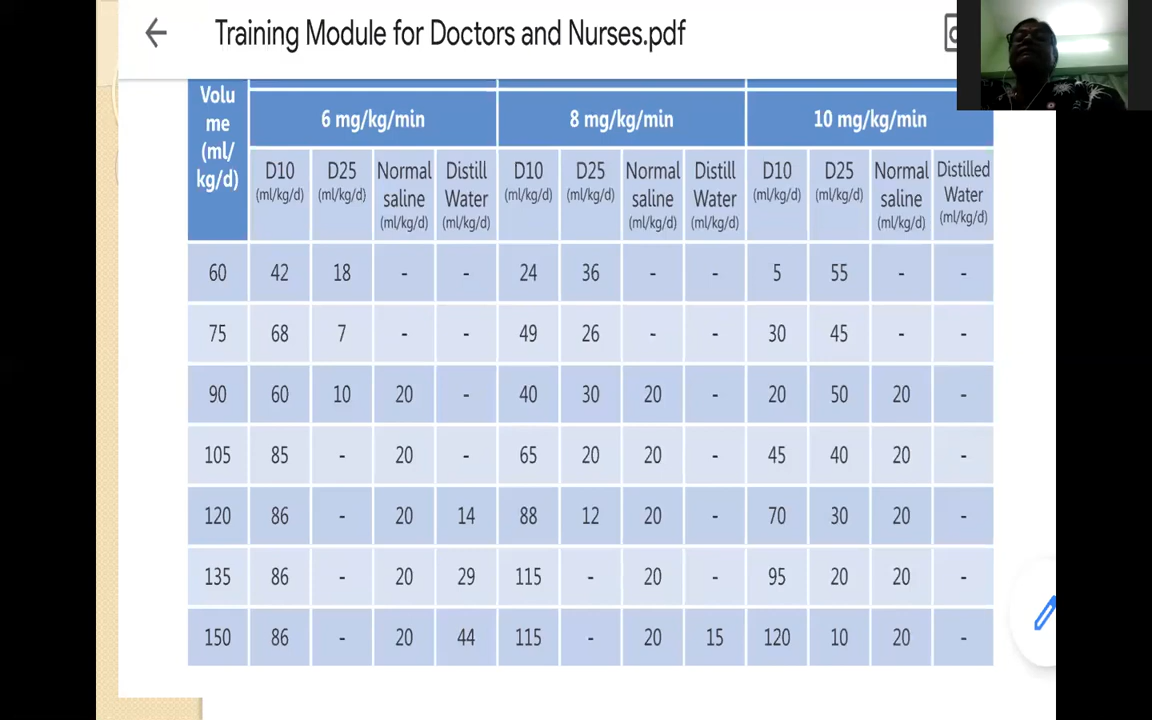 Training Module for Doctors and Nurses.pdf
Volu
me
(ml/
kg/d)
6 mg/kg/min 8 mg/kg/min 10 mg/kg/min
D10 (ml/kg/d) D25 (ml/kg/d) Normal saline (ml/kg/d) Distill Water (ml/kg/d) D10 (ml/kg/d) D25 (ml/kg/d) Normal saline (ml/kg/d) Distill Water (ml/kg/d) D10 (ml/kg/d) D25 (ml/kg/d) Normal saline (ml/kg/d) Distilled Water (ml/kg/d)
60 42 18 - - 24 36 - - 5 55 - -
75 68 7 - - 49 26 - - 30 45 - -
90 60 10 20 - 40 30 20 - 20 50 20 -
105 85 - 20 - 65 20 20 - 45 40 20 -
120 86 - 20 14 88 12 20 - 70 30 20 -
135 86 - 20 29 115 - 20 - 95 20 20 -
150 86 - 20 44 115 - 20 15 120 10 20 -